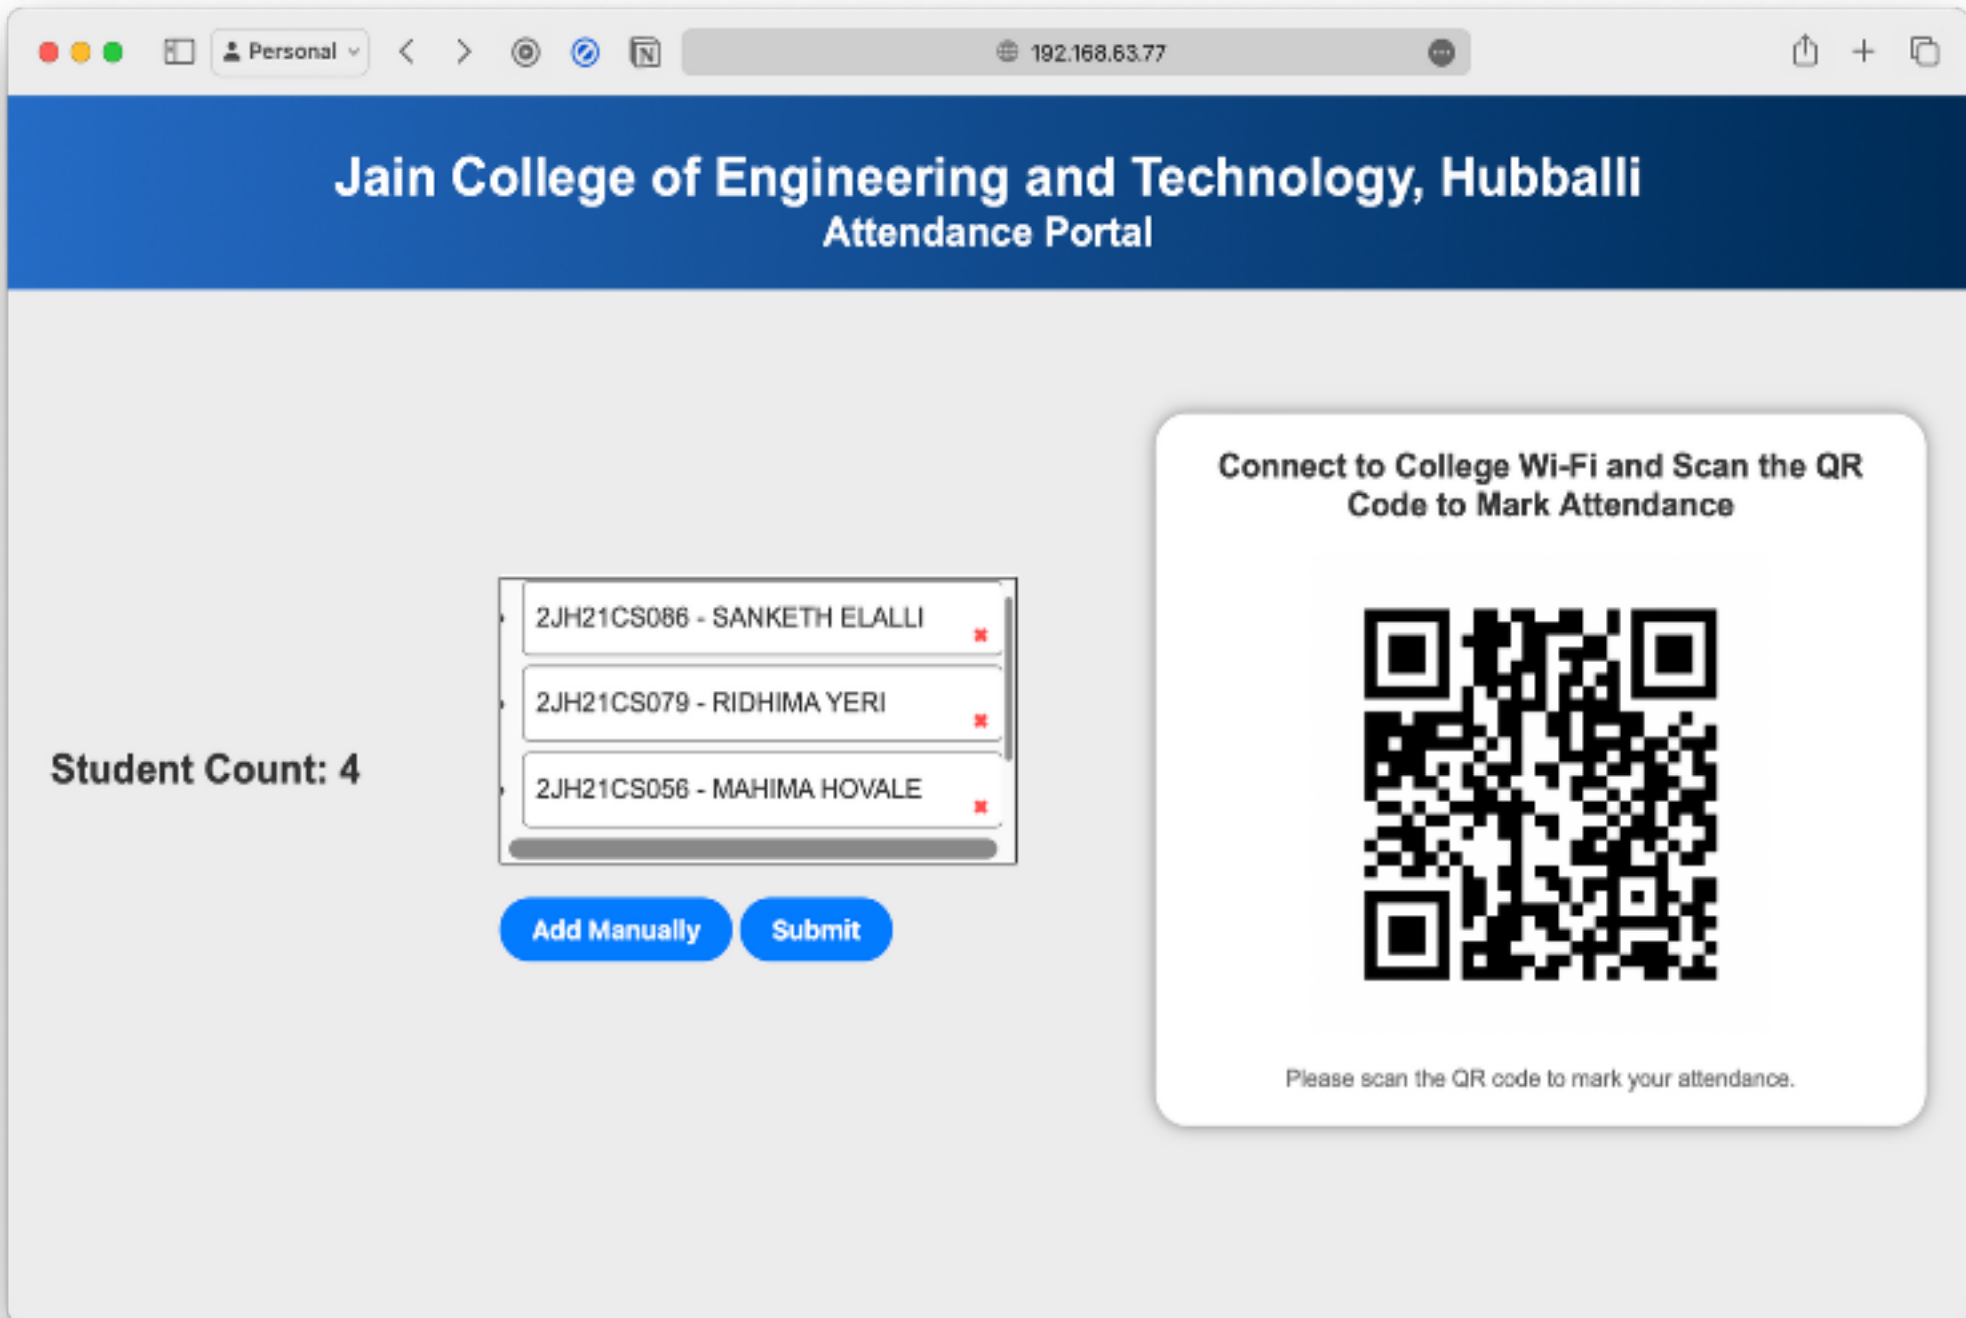 Personal
192.168.63.77
Jain College of Engineering and Technology, Hubballi
Attendance Portal
Student Count: 4
2JH21CS086 - SANKETH ELALLI
2JH21CS079 - RIDHIMA YERI
2JH21CS056 - MAHIMA HOVALE
Add Manually
Submit
Connect to College Wi-Fi and Scan the QR
Code to Mark Attendance
Please scan the QR code to mark your attendance.